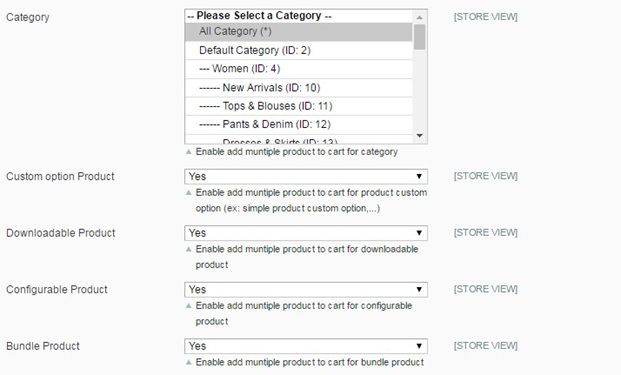 Category
-- Please Select a Category --
[STORE VIEW]
All Category (*)
Default Category (ID: 2)
--- Women (ID: 4)
------ New Arrivals (ID: 10)
------ Tops & Blouses (ID: 11)
------ Pants & Denim (ID: 12)
------ Dresses & Skirts (ID: 13)
Enable add muntiple product to cart for category
Custom option Product
Yes
[STORE VIEW]
Enable add muntiple product to cart for product custom
option (ex: simple product custom option,...)
Downloadable Product
Yes
[STORE VIEW]
Enable add muntiple product to cart for downloadable
product
Configurable Product
Yes
[STORE VIEW]
Enable add muntiple product to cart for configurable
product
Bundle Product
Yes
[STORE VIEW]
Enable add muntiple product to cart for bundle product